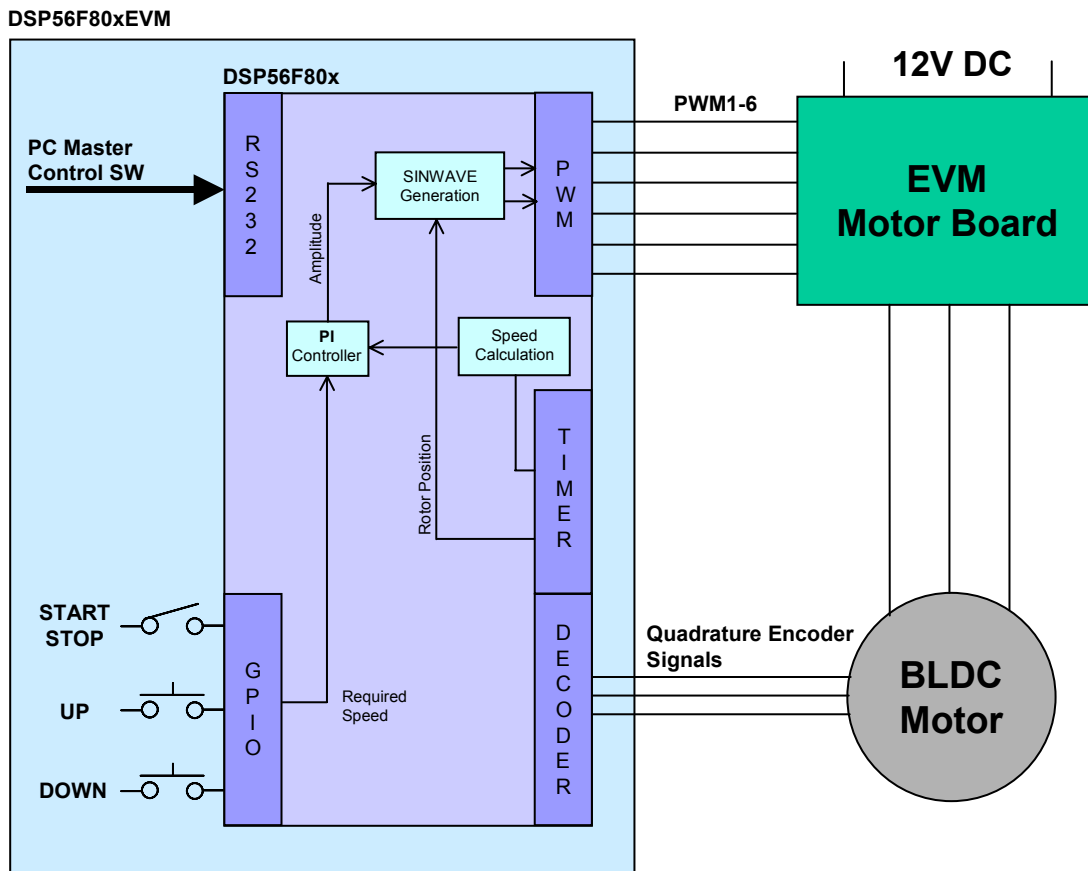 DSP56F80xEVM
DSP56F80x
12V DC
PWM1-6
PC Master
Control SW
R
S
2
3
2
SINWAVE
Generation
P
W
M
EVM
Motor Board
Amplitude
PI
Controller
Speed
Calculation
T
I
M
E
R
Rotor Position
START
STOP
UP
DOWN
G
P
I
O
Required
Speed
D
E
C
O
D
E
R
Quadrature Encoder
Signals
BLDC
Motor